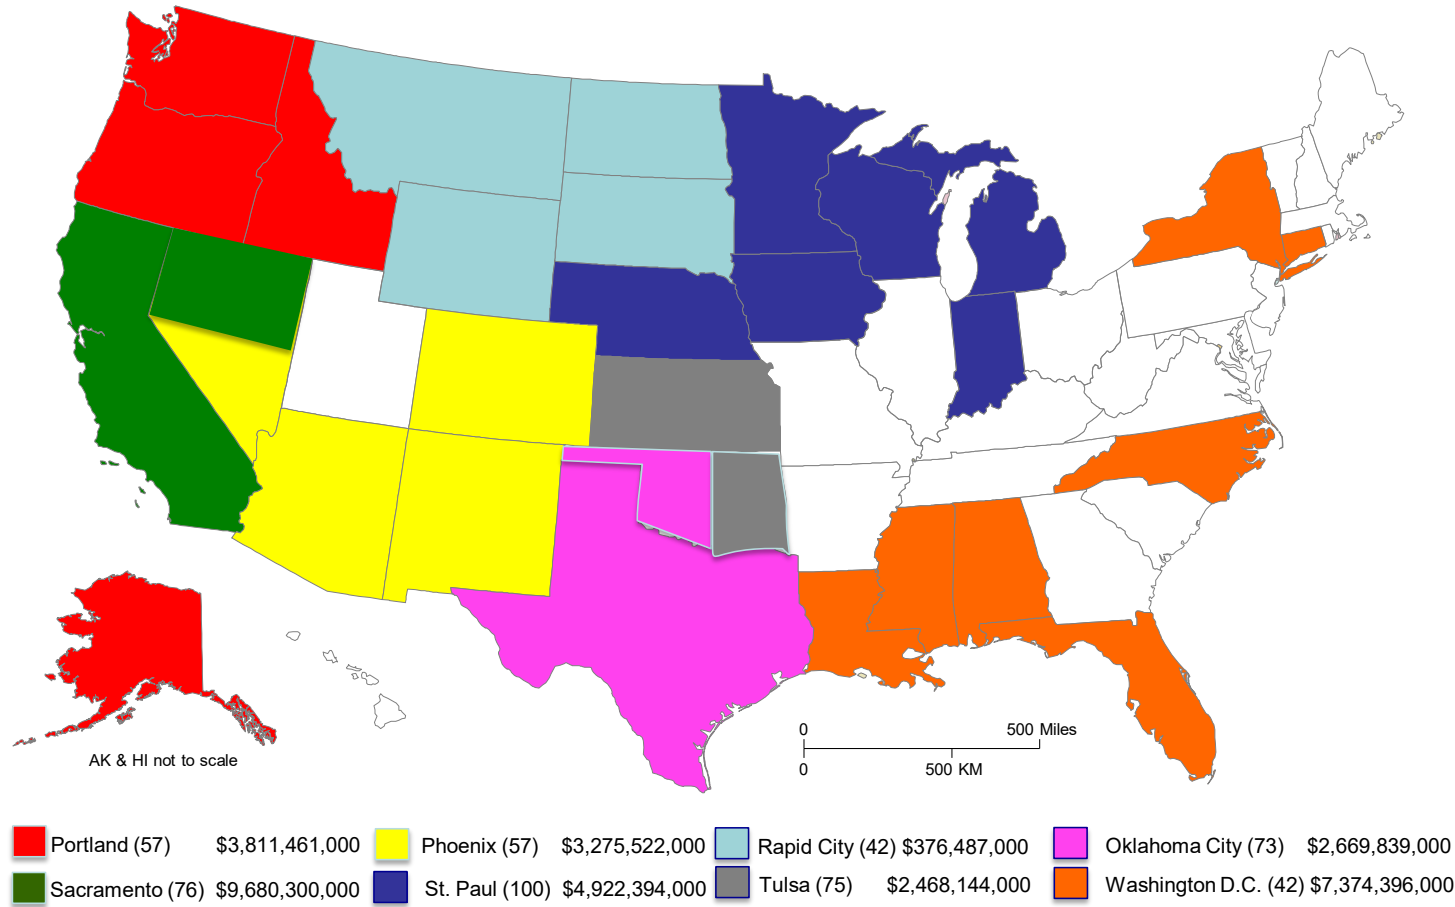 0 500 Miles
0 500 KM
AK & HI not to scale
Portland (57) $3,811,461,000 Phoenix (57) $3,275,522,000 Rapid City (42) $376,487,000 Oklahoma City (73) $2,669,839,000
Sacramento (76) $9,680,300,000 St. Paul (100) $4,922,394,000 Tulsa (75) $2,468,144,000 Washington D.C. (42) $7,374,396,000